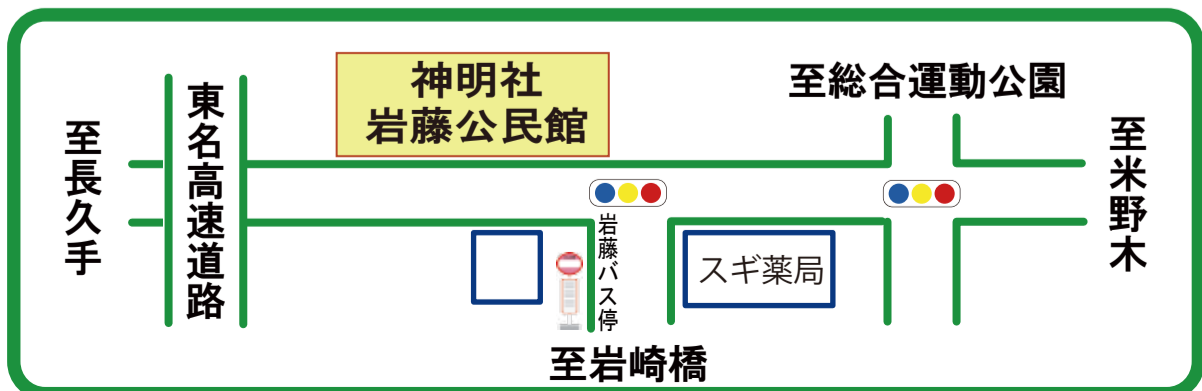 神明社
岩藤公民館
至総合運動公園
東名高速道路
至長久手
至米野木
岩藤バス停
スギ薬局
至岩崎橋